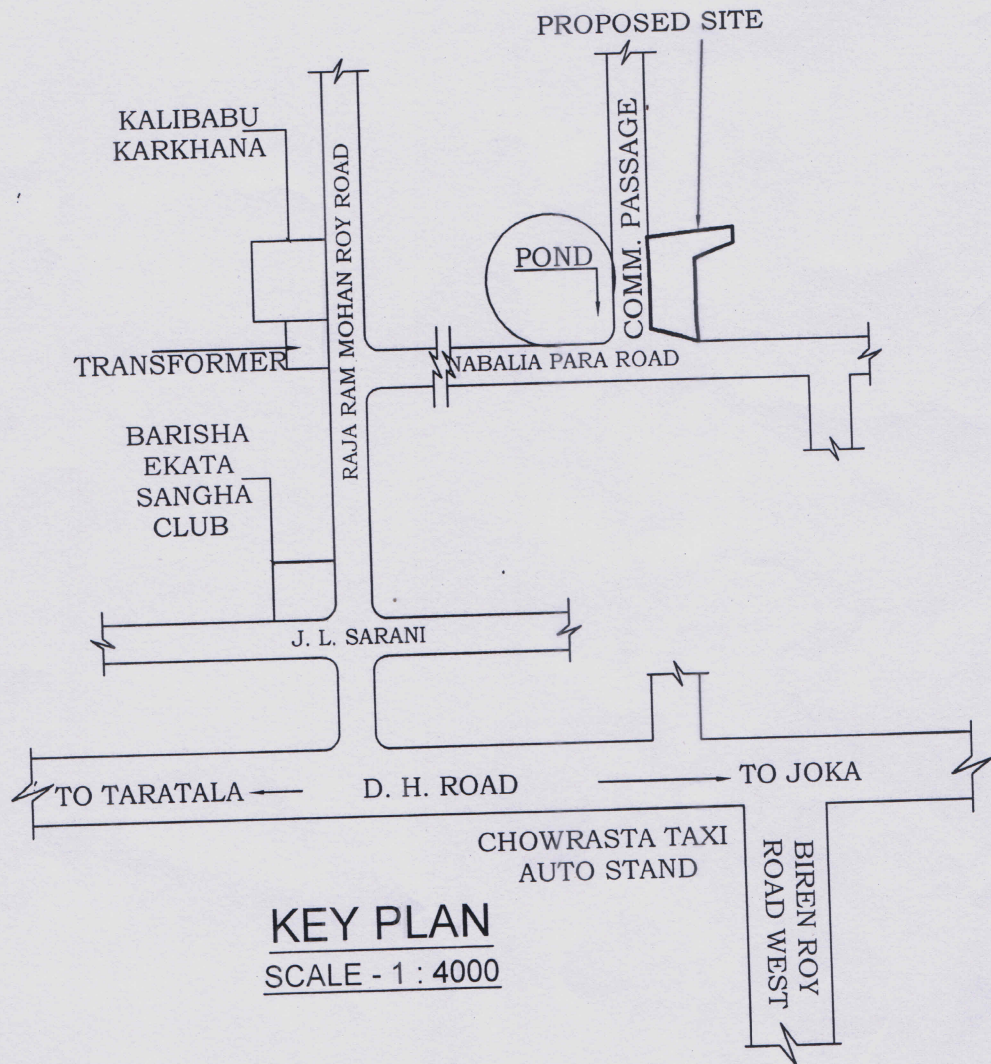 PROPOSED SITE
KALIBABU
KARKHANA
RAJA RAM MOHAN ROY ROAD
COMM. PASSAGE
POND
TRANSFORMER
NABALIA PARA ROAD
BARISHA
EKATA
SANGHA
CLUB
J. L. SARANI
TO TARATALA
D. H. ROAD
TO JOKA
CHOWRASTA TAXI
AUTO STAND
BIREN ROY
ROAD WEST
KEY PLAN
SCALE - 1 : 4000